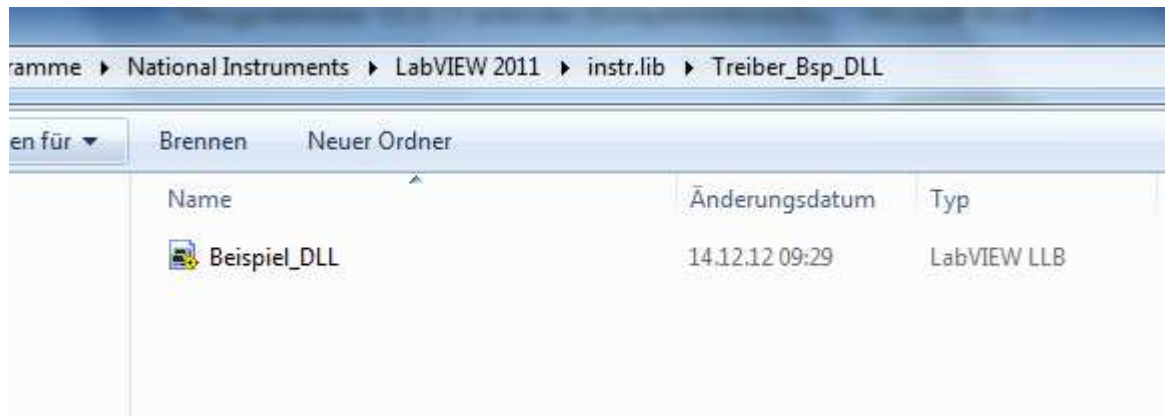 ramme ▸ National Instruments ▸ LabVIEW 2011 ▸ instr.lib ▸ Treiber_Bsp_DLL
en für ▾ Brennen Neuer Ordner
Name Änderungsdatum Typ
Beispiel_DLL 14.12.12 09:29 LabVIEW LLB